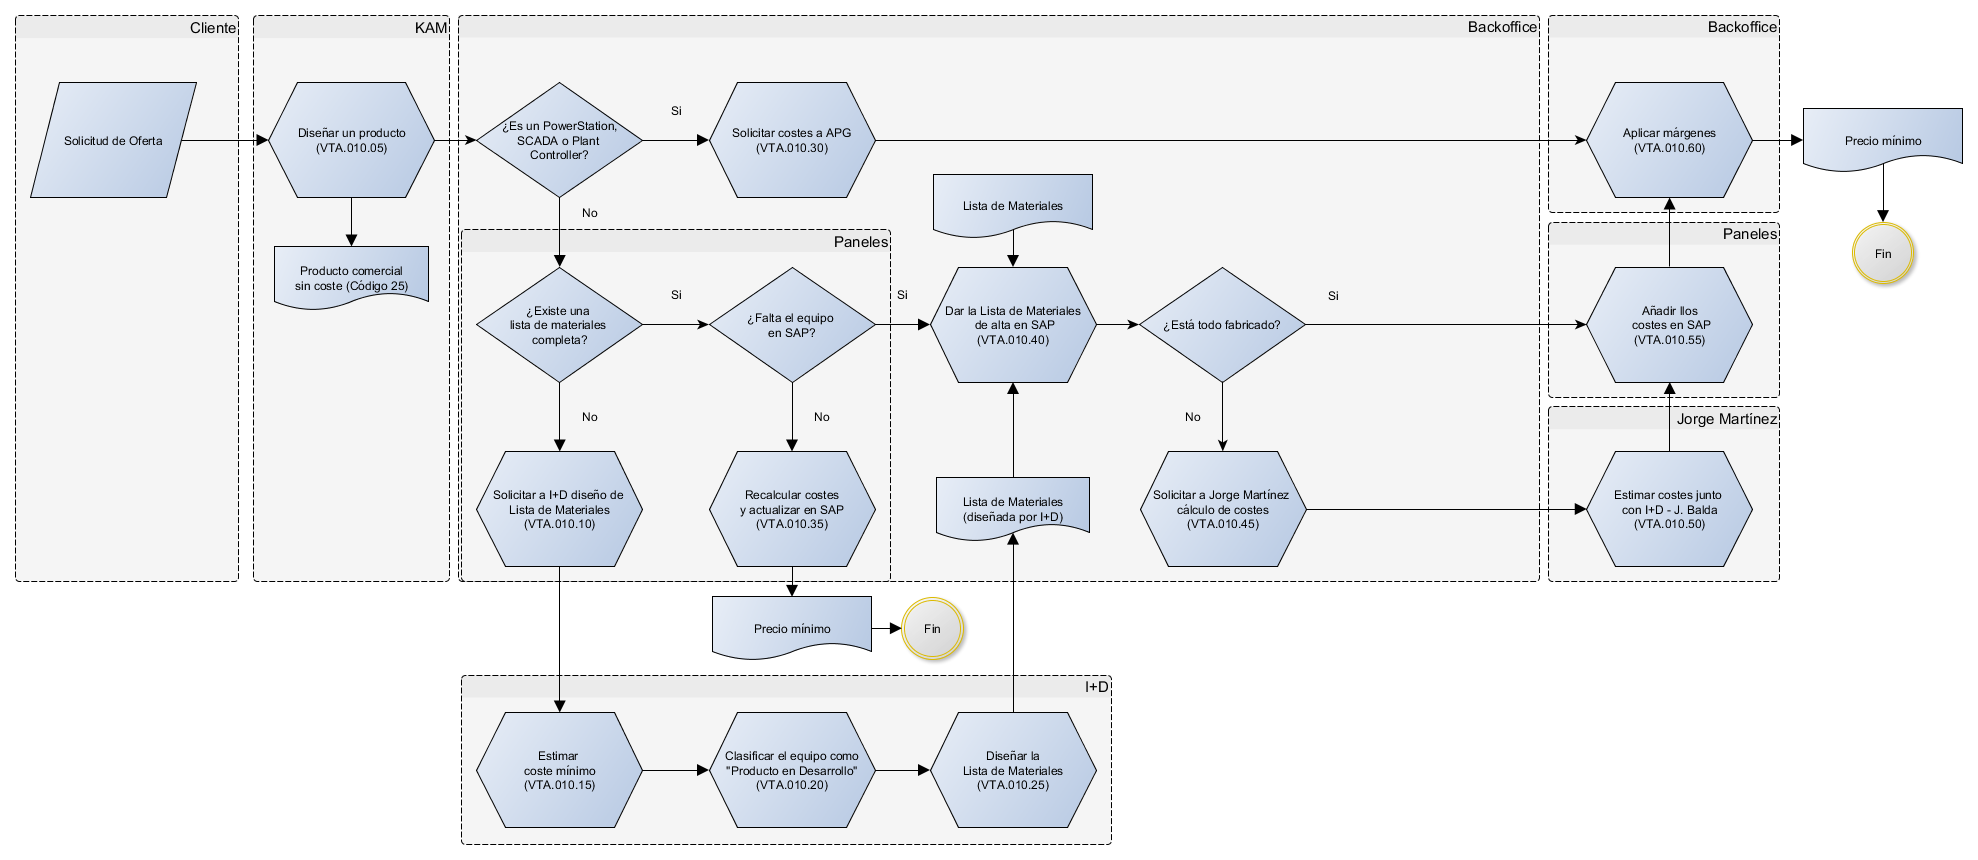 Cliente
KAM
Backoffice
Backoffice
Solicitud de Oferta
Diseñar un producto
(VTA.010.05)
¿Es un PowerStation,
SCADA o Plant
Controller?
Si
Solicitar costes a APG
(VTA.010.30)
Aplicar márgenes
(VTA.010.60)
Precio mínimo
Fin
No
Lista de Materiales
Producto comercial
sin coste (Código 25)
Paneles
Paneles
¿Existe una
lista de materiales
completa?
Si
¿Falta el equipo
en SAP?
Si
Dar la Lista de Materiales
de alta en SAP
(VTA.010.40)
¿Está todo fabricado?
Si
Añadir llos
costes en SAP
(VTA.010.55)
No
No
No
Jorge Martínez
Solicitar a I+D diseño de
Lista de Materiales
(VTA.010.10)
Recalcular costes
y actualizar en SAP
(VTA.010.35)
Lista de Materiales
(diseñada por I+D)
Solicitar a Jorge Martínez
cálculo de costes
(VTA.010.45)
Estimar costes junto
con I+D - J. Balda
(VTA.010.50)
Precio mínimo
Fin
I+D
Estimar
coste mínimo
(VTA.010.15)
Clasificar el equipo como
"Producto en Desarrollo"
(VTA.010.20)
Diseñar la
Lista de Materiales
(VTA.010.25)